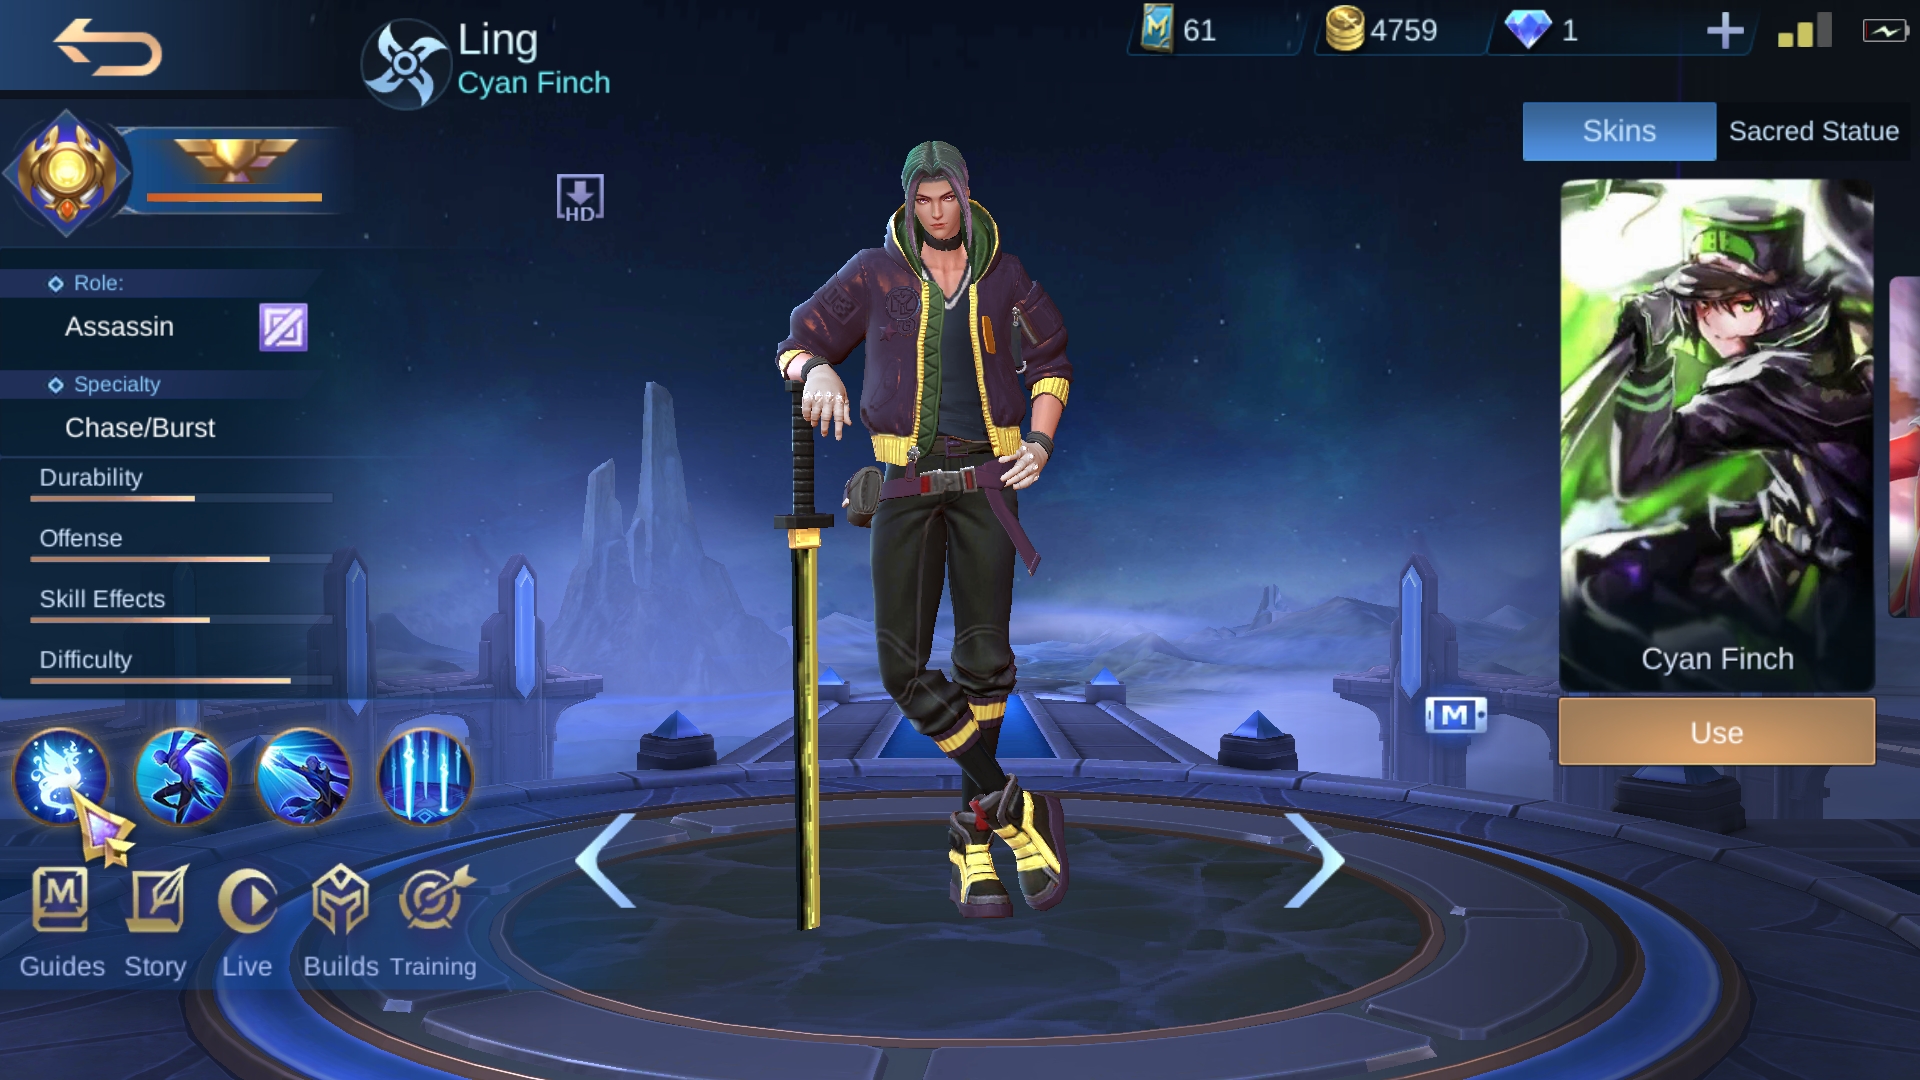 Ling
Cyan Finch
61
4759
1
Skins
Sacred Statue
HD
Role:
Assassin
Specialty
Chase/Burst
Durability
Offense
Skill Effects
Difficulty
Cyan Finch
M
Use
M
Guides
Story
Live
Builds
Training